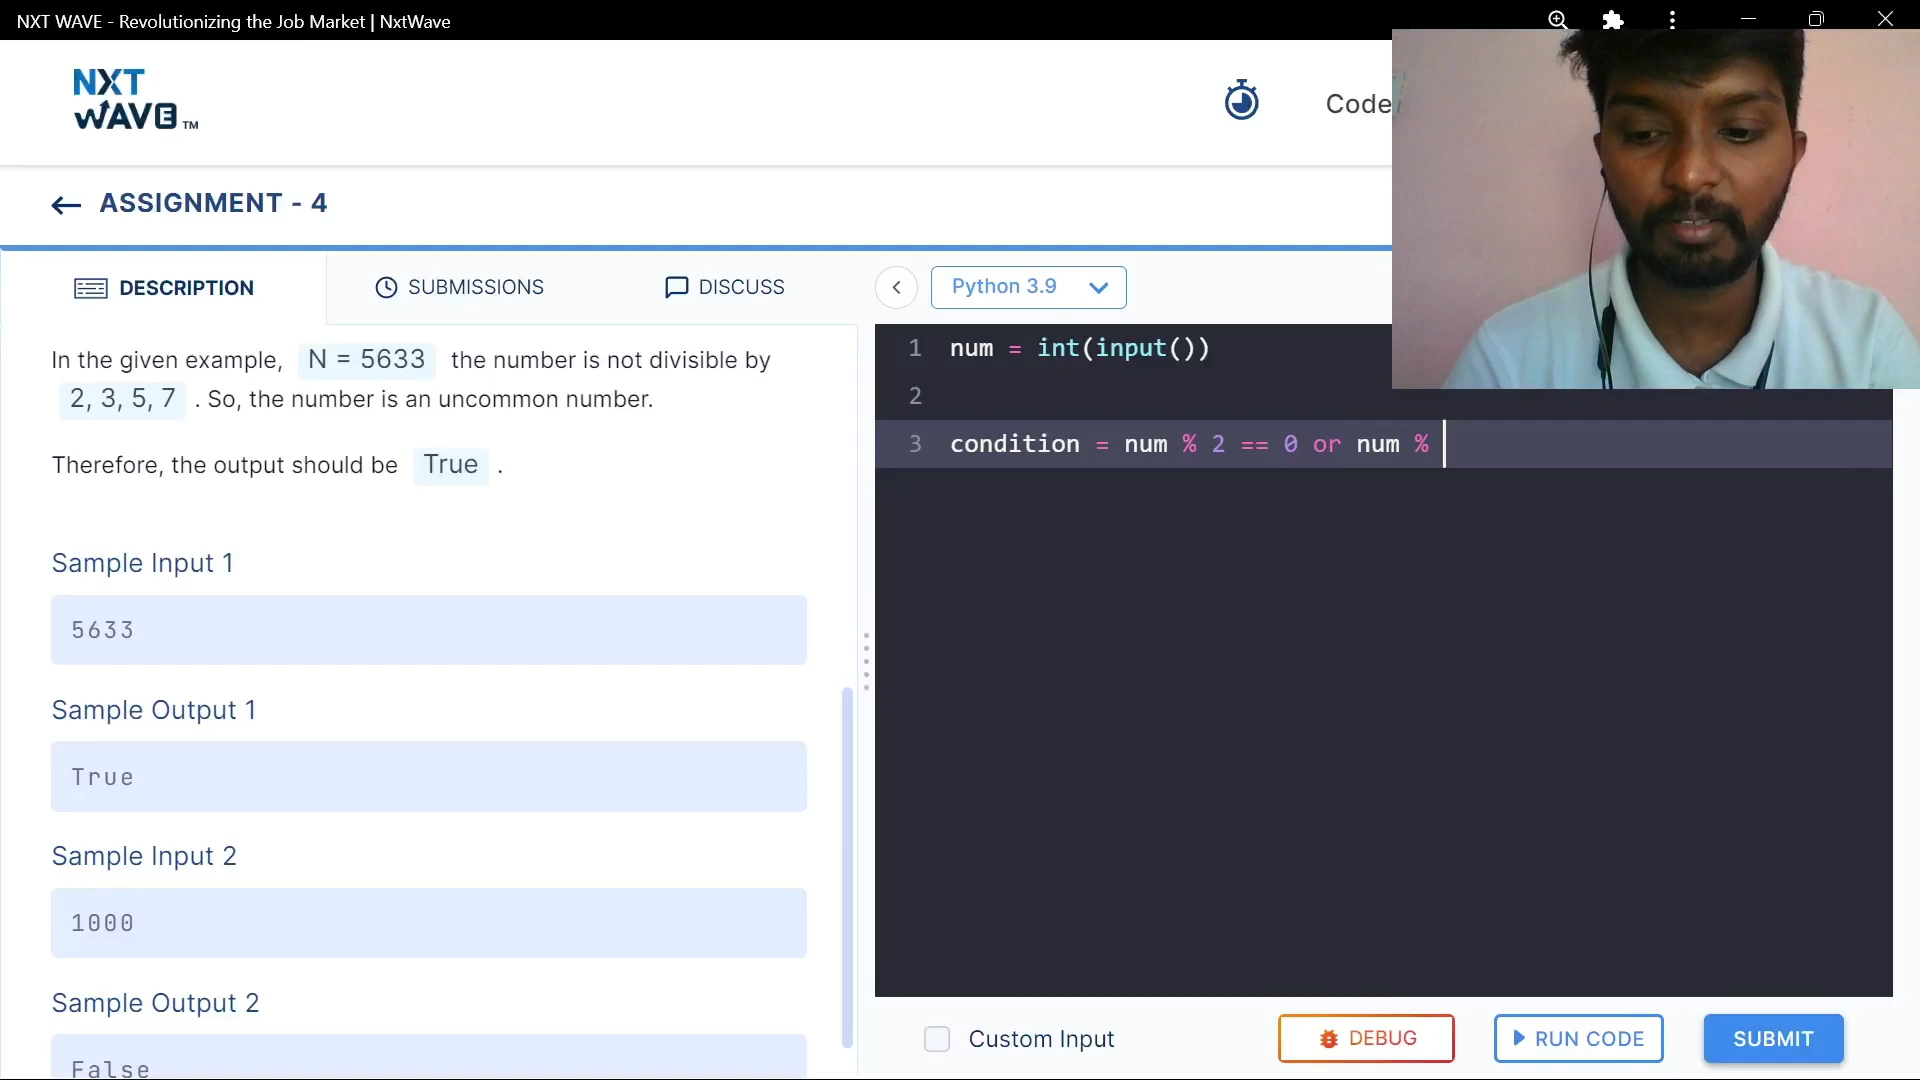 NXT WAVE - Revolutionizing the Job Market | NxtWave
NXT
WAVE TM
Code
ASSIGNMENT - 4
DESCRIPTION
SUBMISSIONS
DISCUSS
Python 3.9
In the given example, N = 5633 the number is not divisible by
2, 3, 5, 7 . So, the number is an uncommon number.
Therefore, the output should be True .
Sample Input 1
5633
Sample Output 1
True
Sample Input 2
1000
Sample Output 2
False
1 num = int(input())
2
3 condition = num % 2 == 0 or num %
Custom Input
DEBUG
RUN CODE
SUBMIT